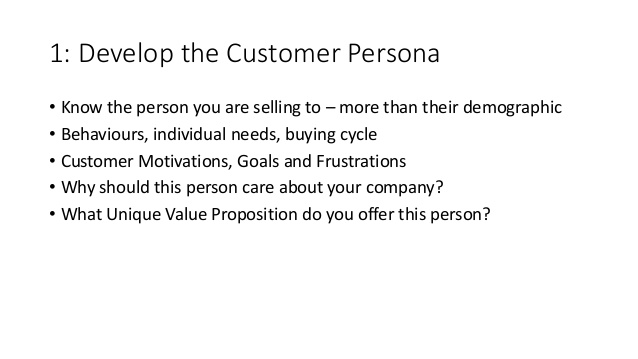 1: Develop the Customer Persona
• Know the person you are selling to – more than their demographic
• Behaviours, individual needs, buying cycle
• Customer Motivations, Goals and Frustrations
• Why should this person care about your company?
• What Unique Value Proposition do you offer this person?